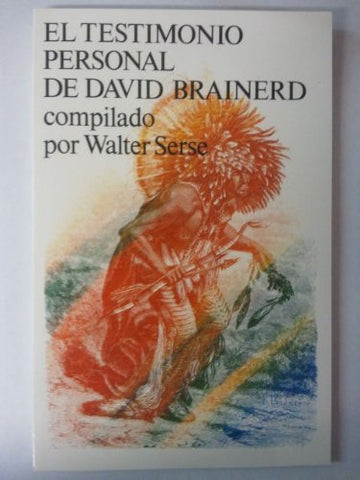 EL TESTIMONIO
PERSONAL
DE DAVID BRAINERD
compilado
por Walter Serse